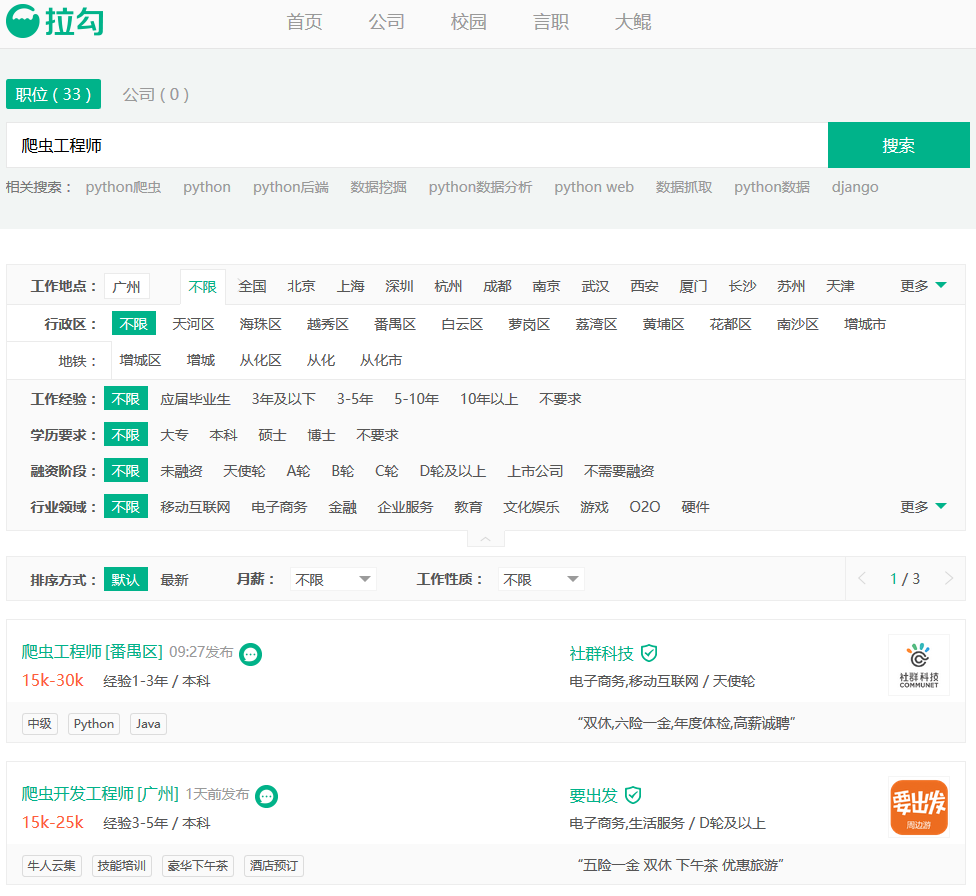 拉勾 首页 公司 校园 言职 大鲲
职位 ( 33 ) 公司 ( 0 )
爬虫工程师 搜索
相关搜索： python爬虫 python python后端 数据挖掘 python数据分析 python web 数据抓取 python数据 django
工作地点： 广州 不限 全国 北京 上海 深圳 杭州 成都 南京 武汉 西安 厦门 长沙 苏州 天津 更多
行政区： 不限 天河区 海珠区 越秀区 番禺区 白云区 萝岗区 荔湾区 黄埔区 花都区 南沙区 增城市
地铁： 增城区 增城 从化区 从化 从化市
工作经验： 不限 应届毕业生 3年及以下 3-5年 5-10年 10年以上 不要求
学历要求： 不限 大专 本科 硕士 博士 不要求
融资阶段： 不限 未融资 天使轮 A轮 B轮 C轮 D轮及以上 上市公司 不需要融资
行业领域： 不限 移动互联网 电子商务 金融 企业服务 教育 文化娱乐 游戏 O2O 硬件 更多
排序方式： 默认 最新 月薪： 不限 工作性质： 不限 1 / 3
爬虫工程师 [番禺区] 09:27发布 社群科技
15k-30k 经验1-3年 / 本科 电子商务,移动互联网 / 天使轮
社群科技
COMMUNET
中级 Python Java “双休,六险一金,年度体检,高薪诚聘”
爬虫开发工程师 [广州] 1天前发布 要出发
15k-25k 经验3-5年 / 本科 电子商务,生活服务 / D轮及以上
要出发
周边游
牛人云集 技能培训 豪华下午茶 酒店预订 “五险一金 双休 下午茶 优惠旅游”